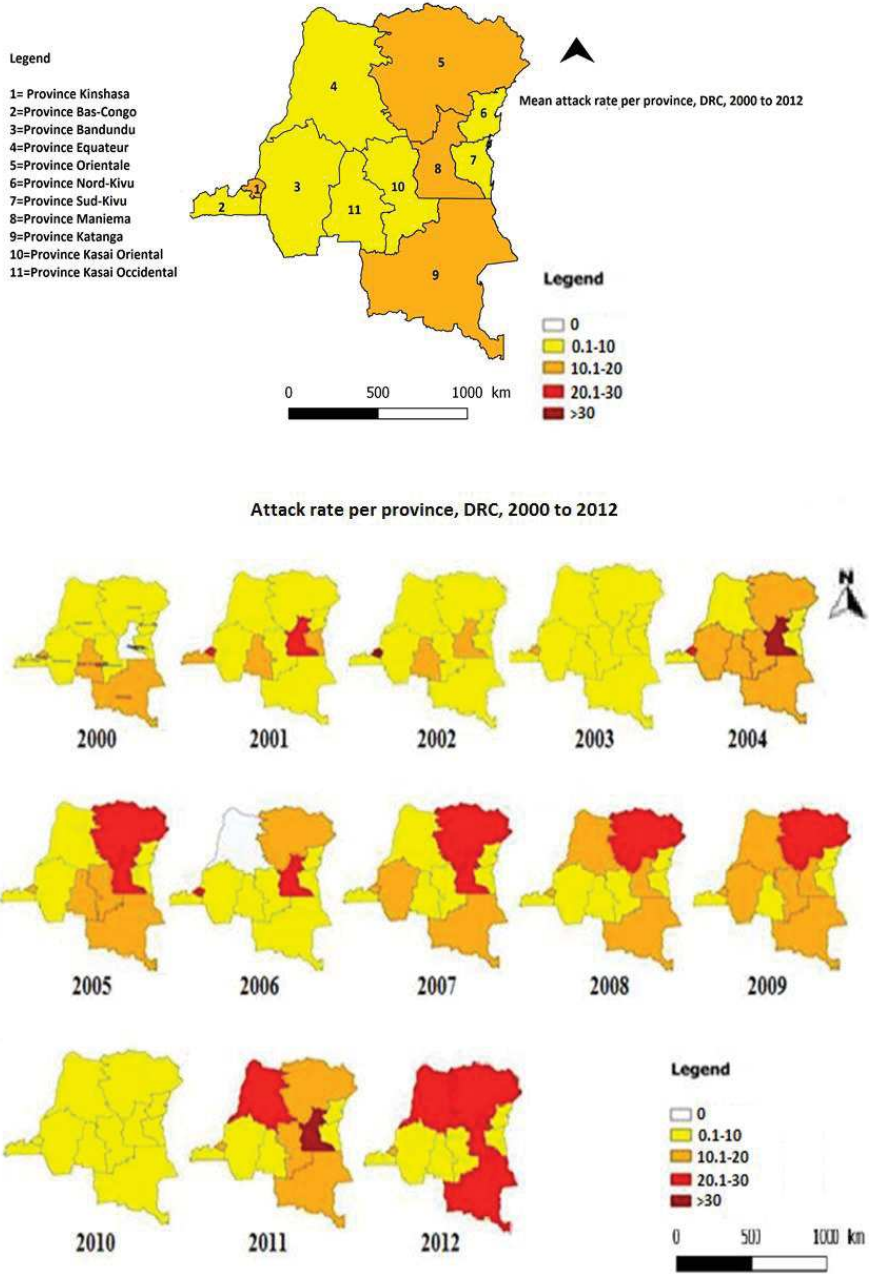 Legend
1= Province Kinshasa
2=Province Bas-Congo
3=Province Bandundu
4=Province Equateur
5=Province Orientale
6=Province Nord-Kivu
7=Province Sud-Kivu
8=Province Maniema
9=Province Katanga
10=Province Kasai Oriental
11=Province Kasai Occidental
4
5
6
7
8
1
2
3
10
11
9
Mean attack rate per province, DRC, 2000 to 2012
Legend
0
0.1-10
10.1-20
20.1-30
>30
0 500 1000 km
Attack rate per province, DRC, 2000 to 2012
N
2000 2001 2002 2003 2004
2005 2006 2007 2008 2009
2010 2011 2012
Legend
0
0.1-10
10.1-20
20.1-30
>30
0 500 1000 km